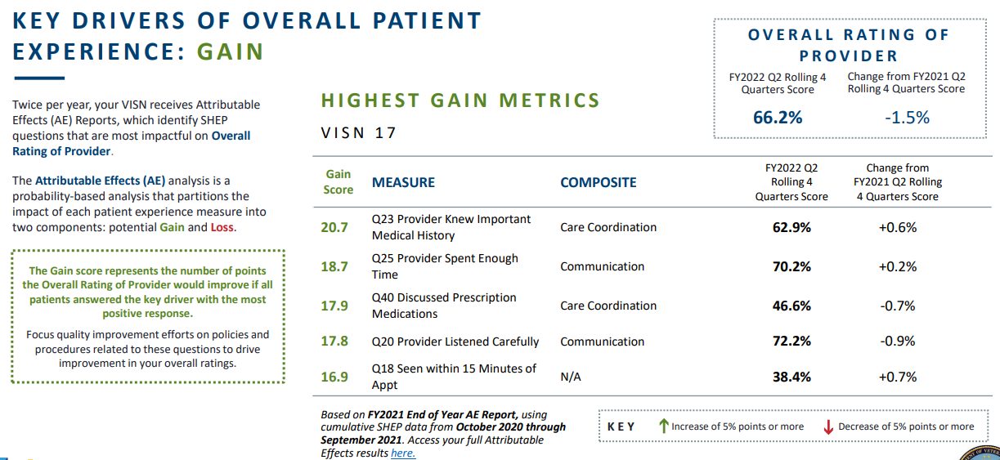 KEY DRIVERS OF OVERALL PATIENT
EXPERIENCE: GAIN
Twice per year, your VISN receives Attributable
Effects (AE) Reports, which identify SHEP
questions that are most impactful on Overall
Rating of Provider.
The Attributable Effects (AE) analysis is a
probability-based analysis that partitions the
impact of each patient experience measure into
two components: potential Gain and Loss.
The Gain score represents the number of points
the Overall Rating of Provider would improve if all
patients answered the key driver with the most
positive response.
Focus quality improvement efforts on policies and
procedures related to these questions to drive
improvement in your overall ratings.
OVERALL RATING OF
PROVIDER
FY2022 Q2 Rolling 4
Quarters Score
66.2%
Change from FY2021 Q2
Rolling 4 Quarters Score
-1.5%
HIGHEST GAIN METRICS
VISN 17
Gain
Score
MEASURE
COMPOSITE
FY2022 Q2
Rolling 4
Quarters Score
Change from
FY2021 Q2 Rolling
4 Quarters Score
20.7
Q23 Provider Knew Important
Medical History
Care Coordination
62.9%
+0.6%
18.7
Q25 Provider Spent Enough
Time
Communication
70.2%
+0.2%
17.9
Q40 Discussed Prescription
Medications
Care Coordination
46.6%
-0.7%
17.8
Q20 Provider Listened Carefully
Communication
72.2%
-0.9%
16.9
Q18 Seen within 15 Minutes of
Appt
N/A
38.4%
+0.7%
Based on FY2021 End of Year AE Report, using
cumulative SHEP data from October 2020 through
September 2021. Access your full Attributable
Effects results here.
KEY
Increase of 5% points or more
Decrease of 5% points or more